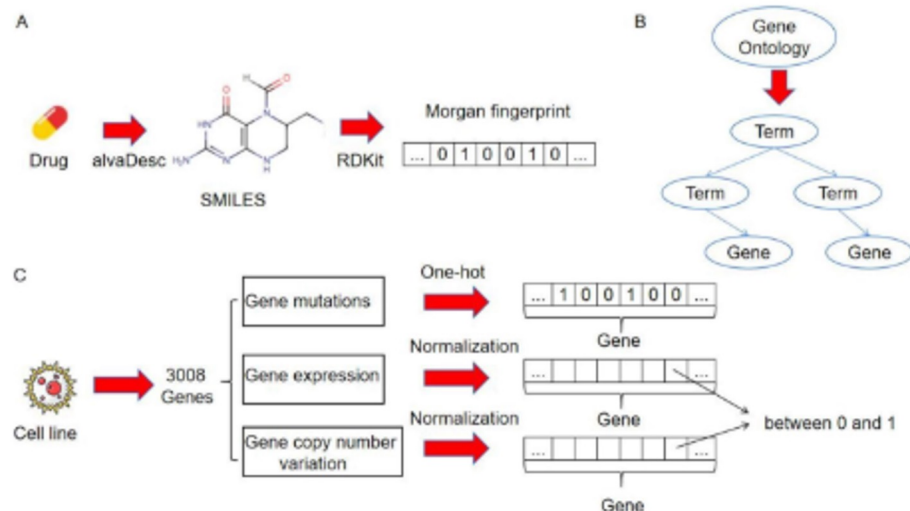 A
Drug
alvaDesc
H
O
O
N
HN
H₂N
N
N
H
SMILES
RDKit
Morgan fingerprint
... 0 1 0 0 1 0 ...
B
Gene
Ontology
Term
Term
Term
Gene
Gene
C
Cell line
3008
Genes
Gene mutations
One-hot
... 1 0 0 1 0 0 ...
Gene
Gene expression
Normalization
... ...
Gene
Gene copy number
variation
Normalization
... ...
Gene
between 0 and 1